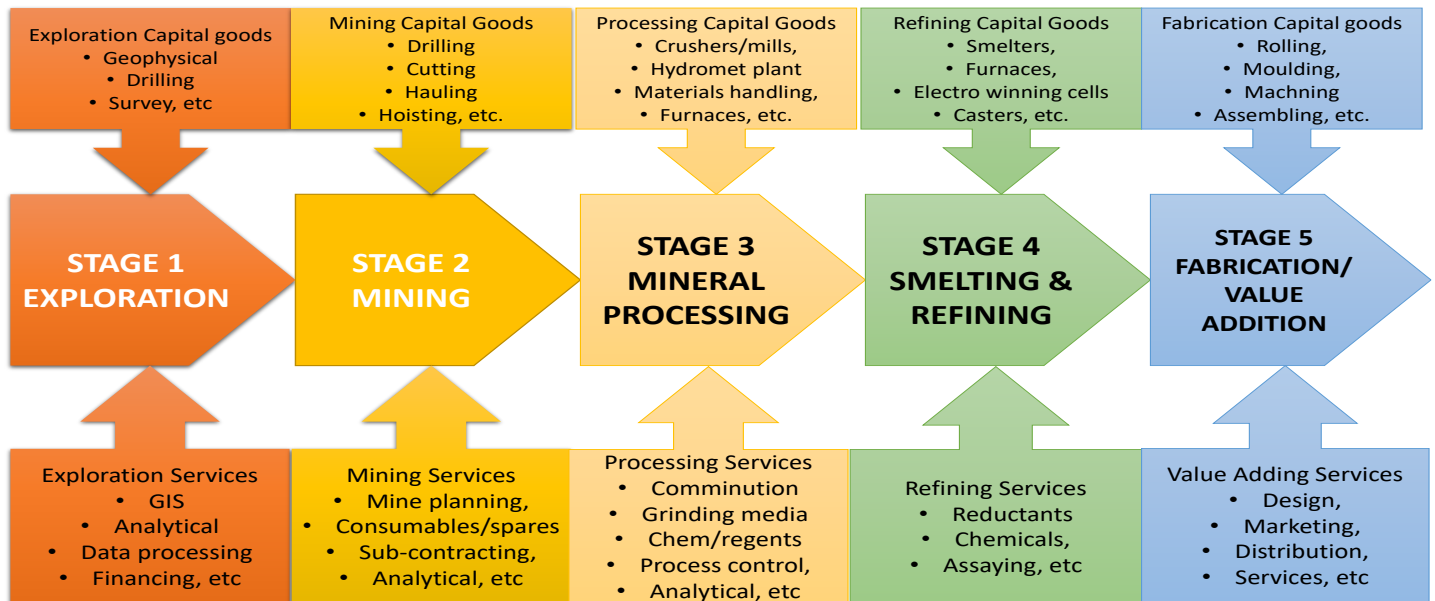 Exploration Capital goods
• Geophysical
• Drilling
• Survey, etc
Mining Capital Goods
• Drilling
• Cutting
• Hauling
• Hoisting, etc.
Processing Capital Goods
• Crushers/mills,
• Hydromet plant
• Materials handling,
• Furnaces, etc.
Refining Capital Goods
• Smelters,
• Furnaces,
• Electro winning cells
• Casters, etc.
Fabrication Capital goods
• Rolling,
• Moulding,
• Machning
• Assembling, etc.
STAGE 1
EXPLORATION
STAGE 2
MINING
STAGE 3
MINERAL
PROCESSING
STAGE 4
SMELTING &
REFINING
STAGE 5
FABRICATION/
VALUE
ADDITION
Exploration Services
• GIS
• Analytical
• Data processing
• Financing, etc
Mining Services
• Mine planning,
• Consumables/spares
• Sub-contracting,
• Analytical, etc
Processing Services
• Comminution
• Grinding media
• Chem/regents
• Process control,
• Analytical, etc
Refining Services
• Reductants
• Chemicals,
• Assaying, etc
Value Adding Services
• Design,
• Marketing,
• Distribution,
• Services, etc